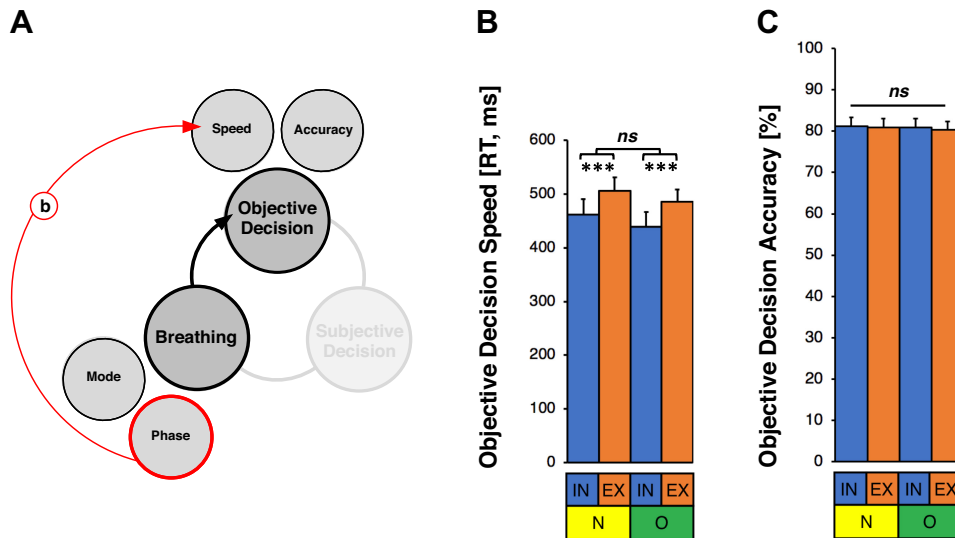 A
Speed
Accuracy
b
Objective
Decision
Breathing
Subjective
Decision
Mode
Phase
B
Objective Decision Speed [RT, ms]
600
500
400
300
400
200
100
0
ns
***
***
IN EX IN EX
N O
C
Objective Decision Accuracy [%]
100
90
80
70
60
50
40
30
20
10
0
ns
IN EX IN EX
N O